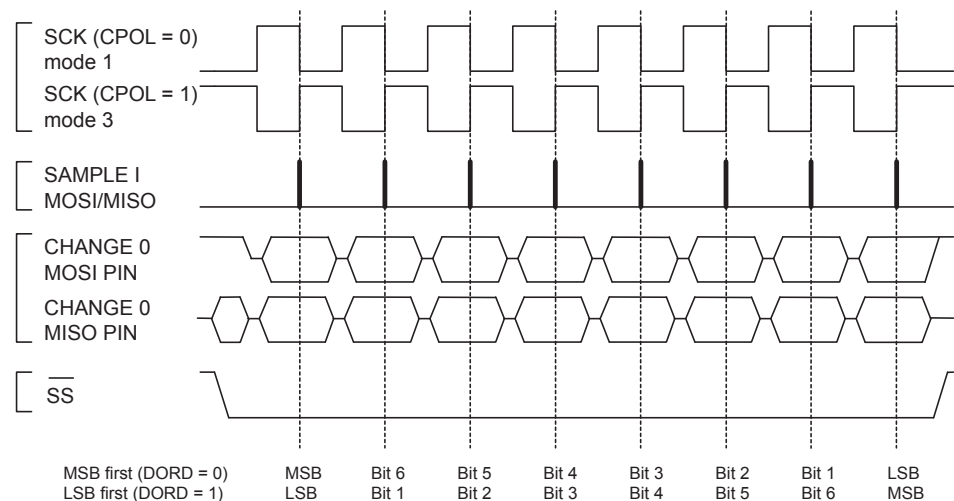 SCK (CPOL = 0)
mode 1
SCK (CPOL = 1)
mode 3
SAMPLE I
MOSI/MISO
CHANGE 0
MOSI PIN
CHANGE 0
MISO PIN
SS
MSB first (DORD = 0) MSB Bit 6 Bit 5 Bit 4 Bit 3 Bit 2 Bit 1 LSB
LSB first (DORD = 1) LSB Bit 1 Bit 2 Bit 3 Bit 4 Bit 5 Bit 6 MSB